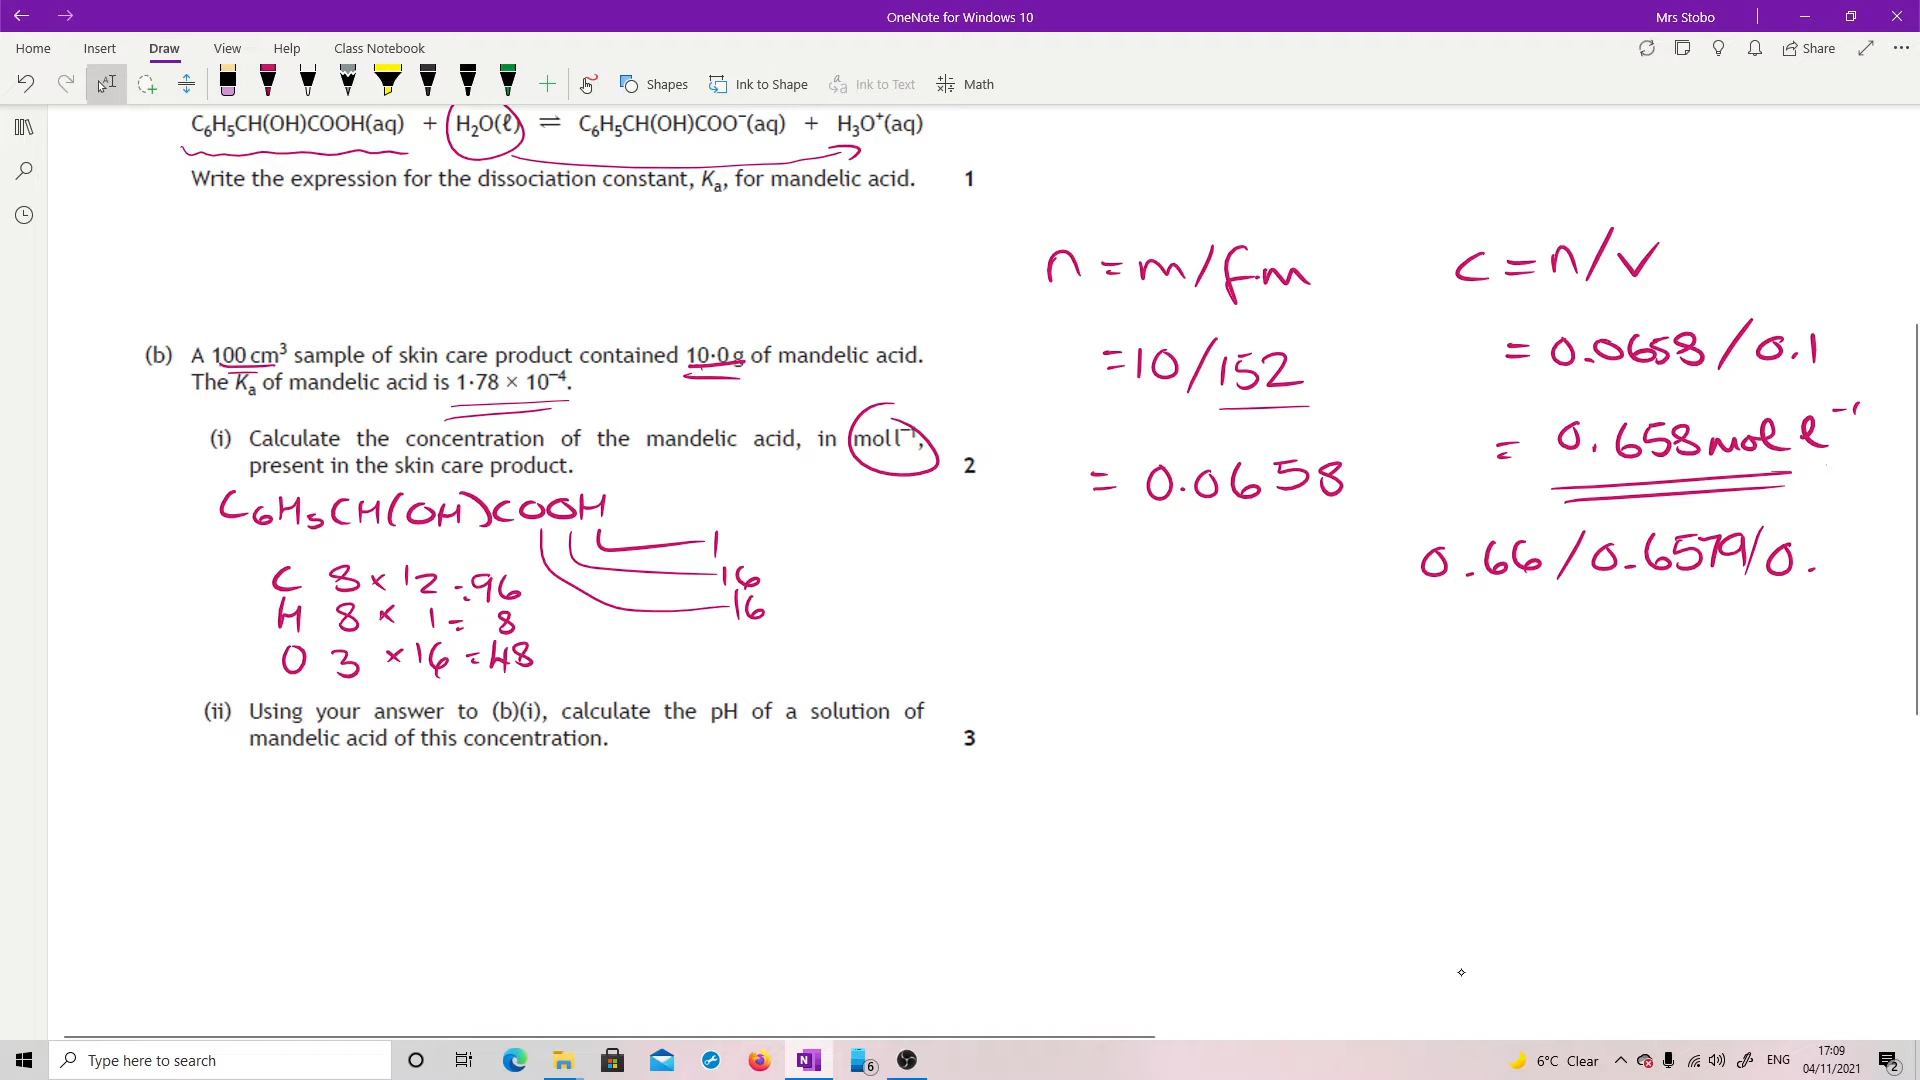 OneNote for Windows 10
Mrs Stobo
Home Insert Draw View Help Class Notebook
Share
Shapes Ink to Shape Ink to Text Math
C₆H₅CH(OH)COOH(aq) + H₂O(ℓ) ⇌ C₆H₅CH(OH)COO⁻(aq) + H₃O⁺(aq)
Write the expression for the dissociation constant, Kₐ, for mandelic acid. 1
(b) A 100 cm³ sample of skin care product contained 10·0 g of mandelic acid.
The Kₐ of mandelic acid is 1·78 × 10⁻⁴.
(i) Calculate the concentration of the mandelic acid, in mol l⁻¹,
present in the skin care product. 2
C₆H₅CH(OH)COOH
1
16
16
C 8 × 12 = 96
H 8 × 1 = 8
O 3 × 16 = 48
(ii) Using your answer to (b)(i), calculate the pH of a solution of
mandelic acid of this concentration. 3
n = m/fm
= 10/152
= 0.0658
c = n/v
= 0.0658/0.1
= 0.658 mol l⁻¹
0.66/0.6579/0.
Type here to search
6
6°C Clear
ENG
17:09
04/11/2021
2